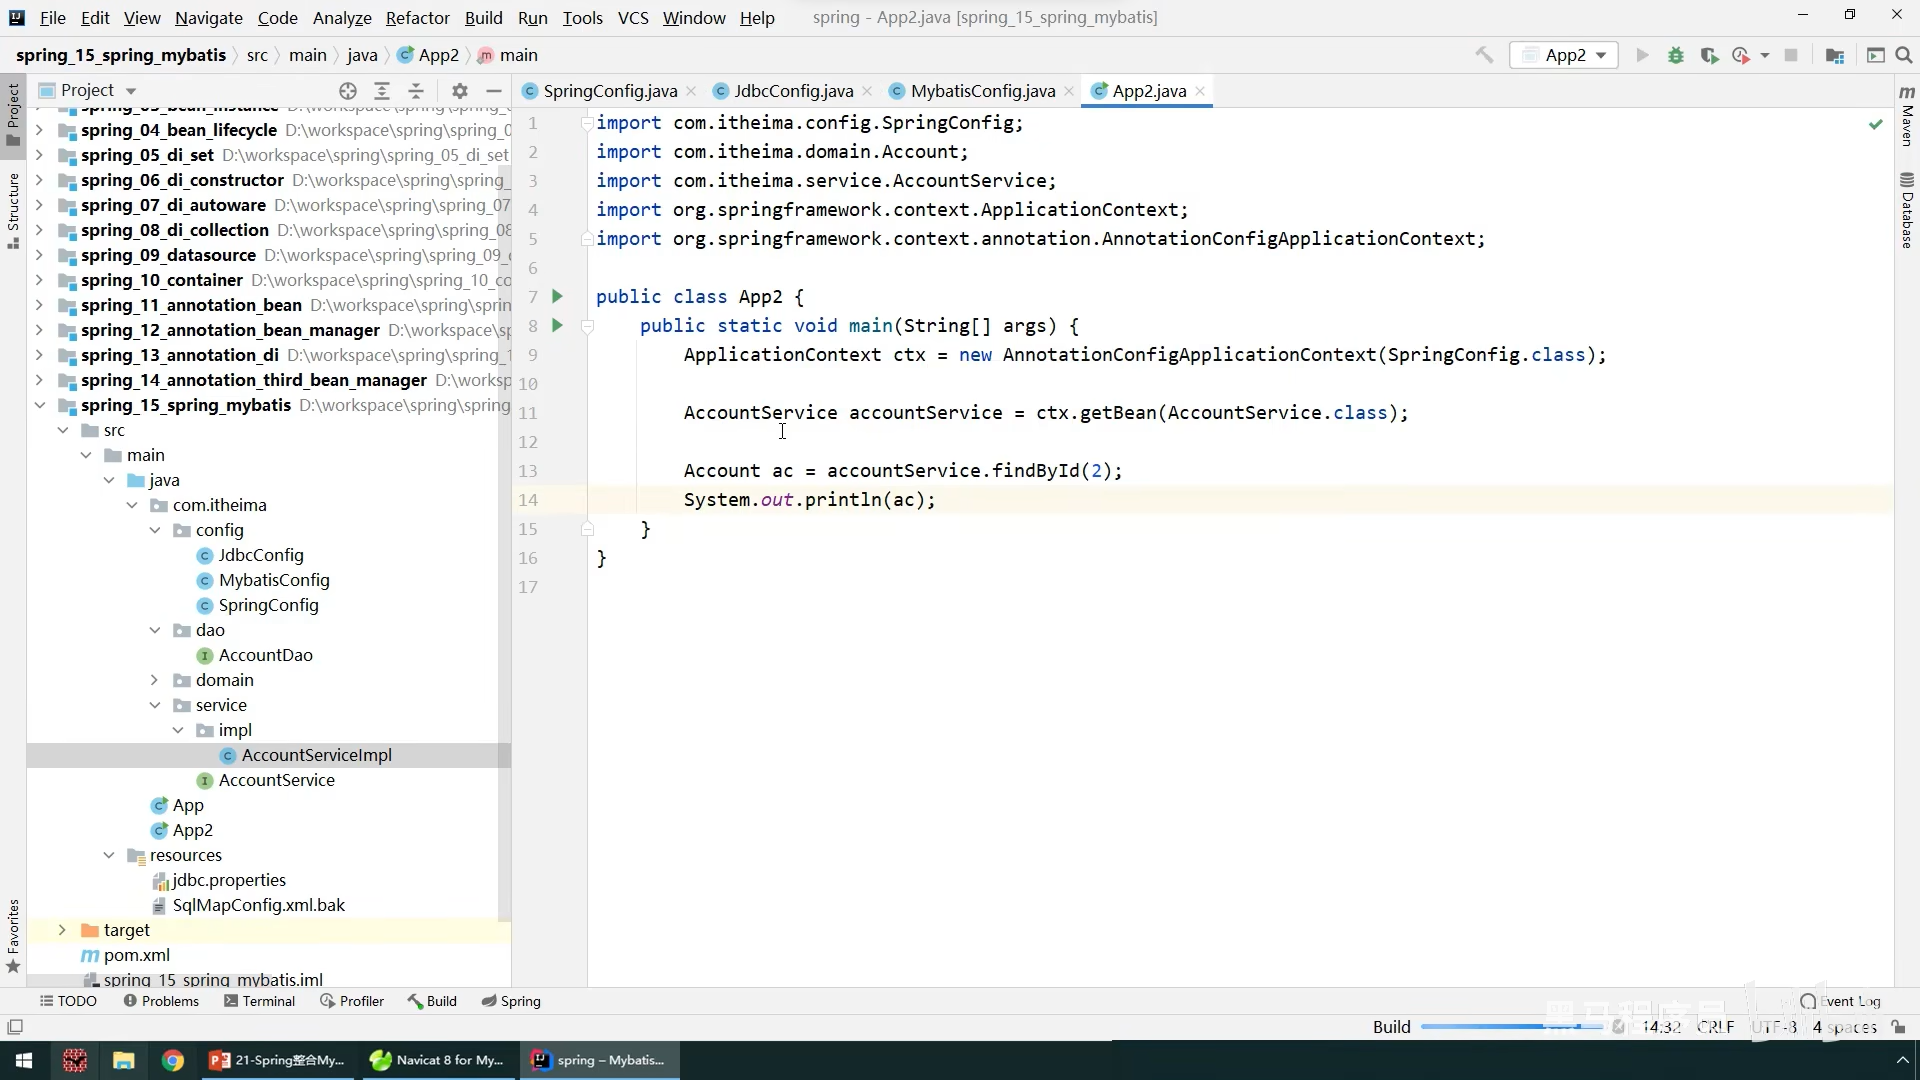 File Edit View Navigate Code Analyze Refactor Build Run Tools VCS Window Help spring - App2.java [spring_15_spring_mybatis]
spring_15_spring_mybatis src main java App2 main App2
Project
SpringConfig.java JdbcConfig.java MybatisConfig.java App2.java
spring_04_bean_lifecycle D:\workspace\spring\spring_0
spring_05_di_set D:\workspace\spring\spring_05_di_set
spring_06_di_constructor D:\workspace\spring\spring_
spring_07_di_autoware D:\workspace\spring\spring_07
spring_08_di_collection D:\workspace\spring\spring_08
spring_09_datasource D:\workspace\spring\spring_09_
spring_10_container D:\workspace\spring\spring_10_co
spring_11_annotation_bean D:\workspace\spring\sprin
spring_12_annotation_bean_manager D:\workspace\sp
spring_13_annotation_di D:\workspace\spring\spring_1
spring_14_annotation_third_bean_manager D:\worksp
spring_15_spring_mybatis D:\workspace\spring\spring
src
main
java
com.itheima
config
JdbcConfig
MybatisConfig
SpringConfig
dao
AccountDao
domain
service
impl
AccountServiceImpl
AccountService
App
App2
resources
jdbc.properties
SqlMapConfig.xml.bak
target
pom.xml
spring_15_spring_mybatis.iml
1 import com.itheima.config.SpringConfig;
2 import com.itheima.domain.Account;
3 import com.itheima.service.AccountService;
4 import org.springframework.context.ApplicationContext;
5 import org.springframework.context.annotation.AnnotationConfigApplicationContext;
6
7 public class App2 {
8 public static void main(String[] args) {
9 ApplicationContext ctx = new AnnotationConfigApplicationContext(SpringConfig.class);
10
11 AccountService accountService = ctx.getBean(AccountService.class);
12
13 Account ac = accountService.findById(2);
14 System.out.println(ac);
15 }
16 }
17
Project
Structure
Favorites
Maven
Database
TODO Problems Terminal Profiler Build Spring Event Log
Build 14:32 CRLF UTF-8 4 spaces
黑马程序员
21-Spring整合My... Navicat 8 for My... spring – Mybatis...